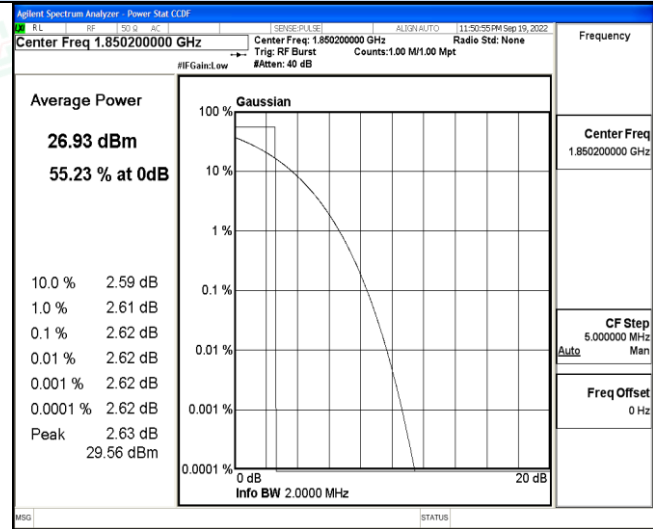 Agilent Spectrum Analyzer - Power Stat CCDF
RL RF 50 Ω AC SENSE:PULSE ALIGN AUTO 11:50:55 PM Sep 19, 2022
Center Freq 1.850200000 GHz
Center Freq: 1.850200000 GHz Radio Std: None
Trig: RF Burst Counts:1.00 M/1.00 Mpt
#IFGain:Low #Atten: 40 dB
Frequency
Average Power
26.93 dBm
55.23 % at 0dB
10.0 % 2.59 dB
1.0 % 2.61 dB
0.1 % 2.62 dB
0.01 % 2.62 dB
0.001 % 2.62 dB
0.0001 % 2.62 dB
Peak 2.63 dB
29.56 dBm
Gaussian
100 %
10 %
1 %
0.1 %
0.01 %
0.001 %
0.0001 %
0 dB 20 dB
Info BW 2.0000 MHz
Center Freq
1.850200000 GHz
CF Step
5.000000 MHz
Auto Man
Freq Offset
0 Hz
MSG STATUS